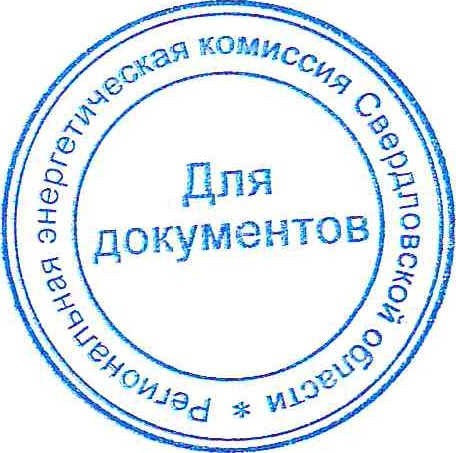 Региональная энергетическая комиссия Свердловской области *
Для
документов